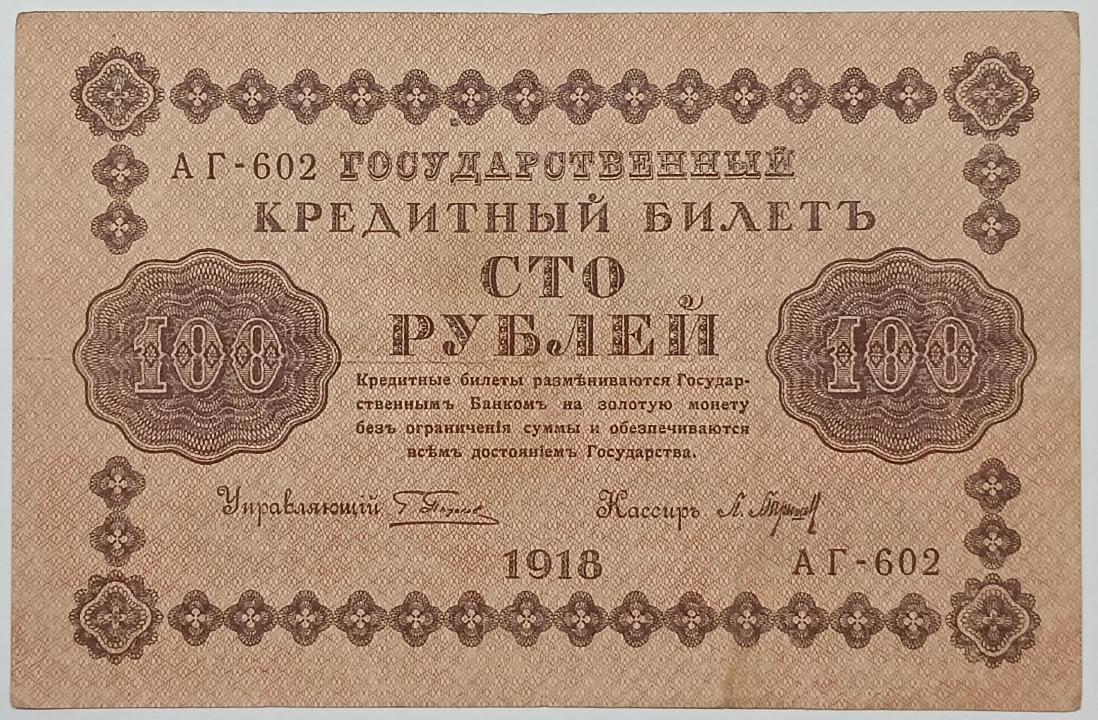 АГ-602 ГОСУДАРСТВЕННЫЙ
КРЕДИТНЫЙ БИЛЕТЪ
СТО
РУБЛЕЙ
100
100
Кредитные билеты размѣниваются Государ-
ственнымъ Банкомъ на золотую монету
безъ ограниченія суммы и обезпечиваются
всѣмъ достояніемъ Государства.
Управляющій
Кассиръ
1918
АГ-602